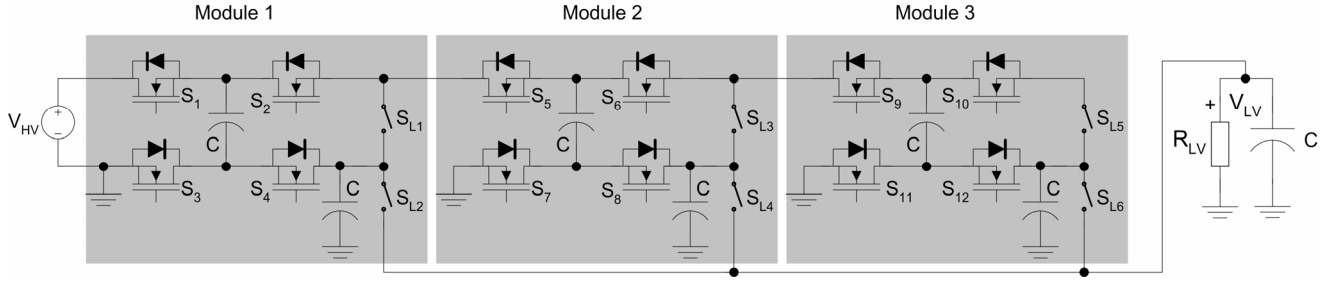 Module 1
Module 2
Module 3
V_HV
+
−
S_1
S_2
C
S_L1
S_3
S_4
C
S_L2
S_5
S_6
C
S_L3
S_7
S_8
C
S_L4
S_9
S_10
C
S_L5
S_11
S_12
C
S_L6
+
V_LV
R_LV
C